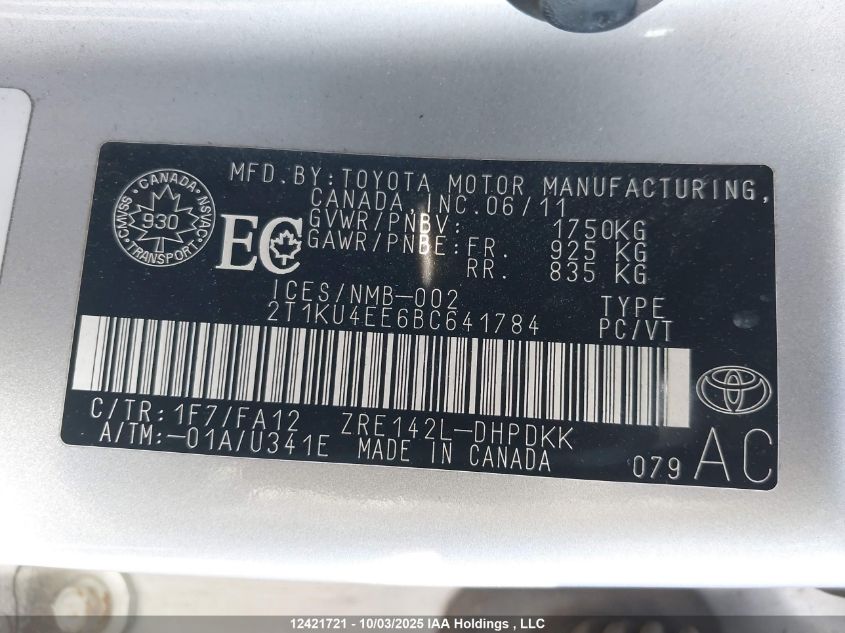 MFD.BY:TOYOTA MOTOR MANUFACTURING,
CANADA, INC.06/11
GVWR/PNBV: 1750KG
GAWR/PNBE:FR. 925 KG
RR. 835 KG
CANADA
CMVSS
930
NSVAC
TRANSPORT
EC
ICES/NMB-002
2T1KU4EE6BC641784
TYPE
PC/VT
C/TR:1F7/FA12 ZRE142L-DHPDKK
A/TM:-01A/U341E MADE IN CANADA
079 AC
12421721 - 10/03/2025 IAA Holdings , LLC